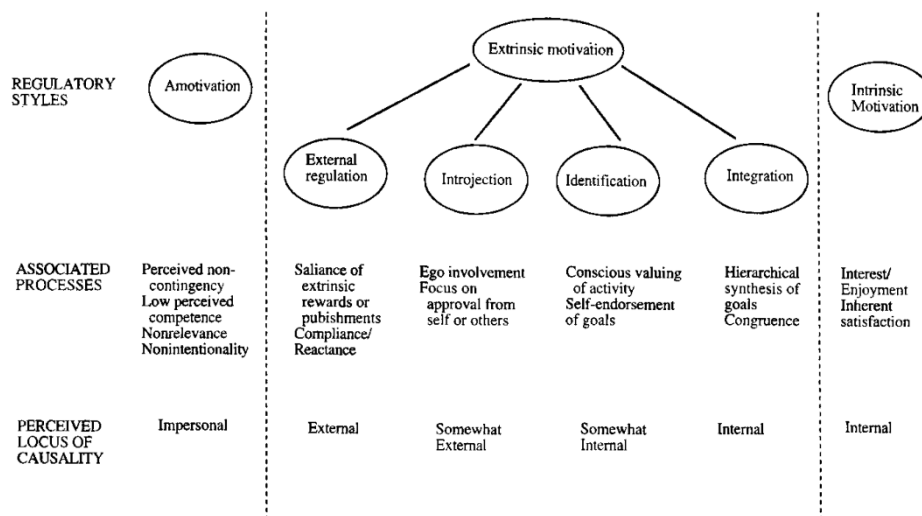 Extrinsic motivation
REGULATORY
STYLES
Amotivation
Intrinsic
Motivation
External
regulation
Introjection
Identification
Integration
ASSOCIATED
PROCESSES
Perceived non-
contingency
Low perceived
competence
Nonrelevance
Nonintentionality
Saliance of
extrinsic
rewards or
pubishments
Compliance/
Reactance
Ego involvement
Focus on
approval from
self or others
Conscious valuing
of activity
Self-endorsement
of goals
Hierarchical
synthesis of
goals
Congruence
Interest/
Enjoyment
Inherent
satisfaction
PERCEIVED
LOCUS OF
CAUSALITY
Impersonal
External
Somewhat
External
Somewhat
Internal
Internal
Internal